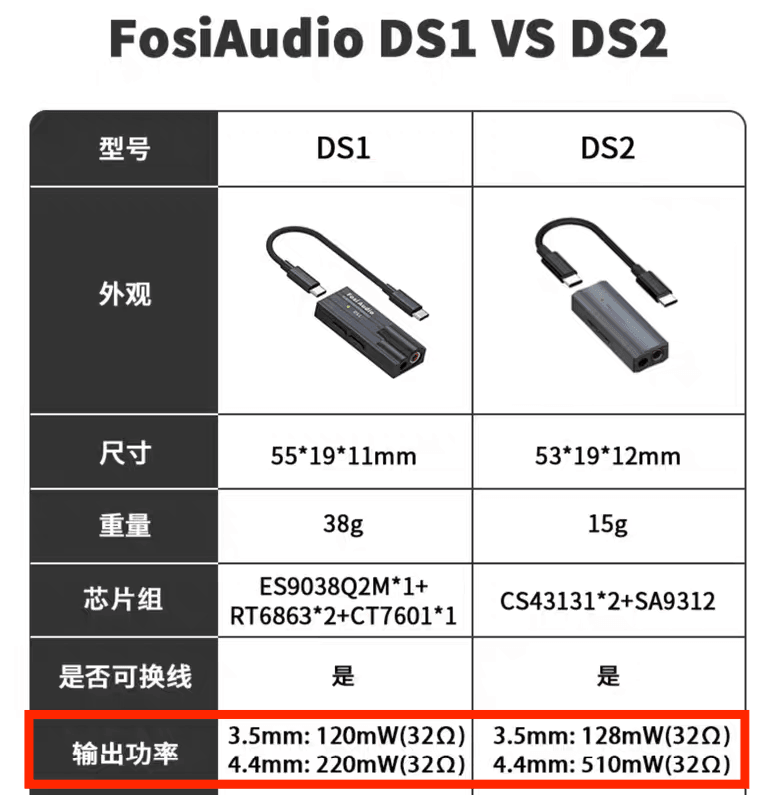 FosiAudio DS1 VS DS2
型号 DS1 DS2
外观
FosiAudio
DS1
尺寸 55*19*11mm 53*19*12mm
重量 38g 15g
芯片组 ES9038Q2M*1+ CS43131*2+SA9312
RT6863*2+CT7601*1
是否可换线 是 是
输出功率 3.5mm: 120mW(32Ω) 3.5mm: 128mW(32Ω)
4.4mm: 220mW(32Ω) 4.4mm: 510mW(32Ω)